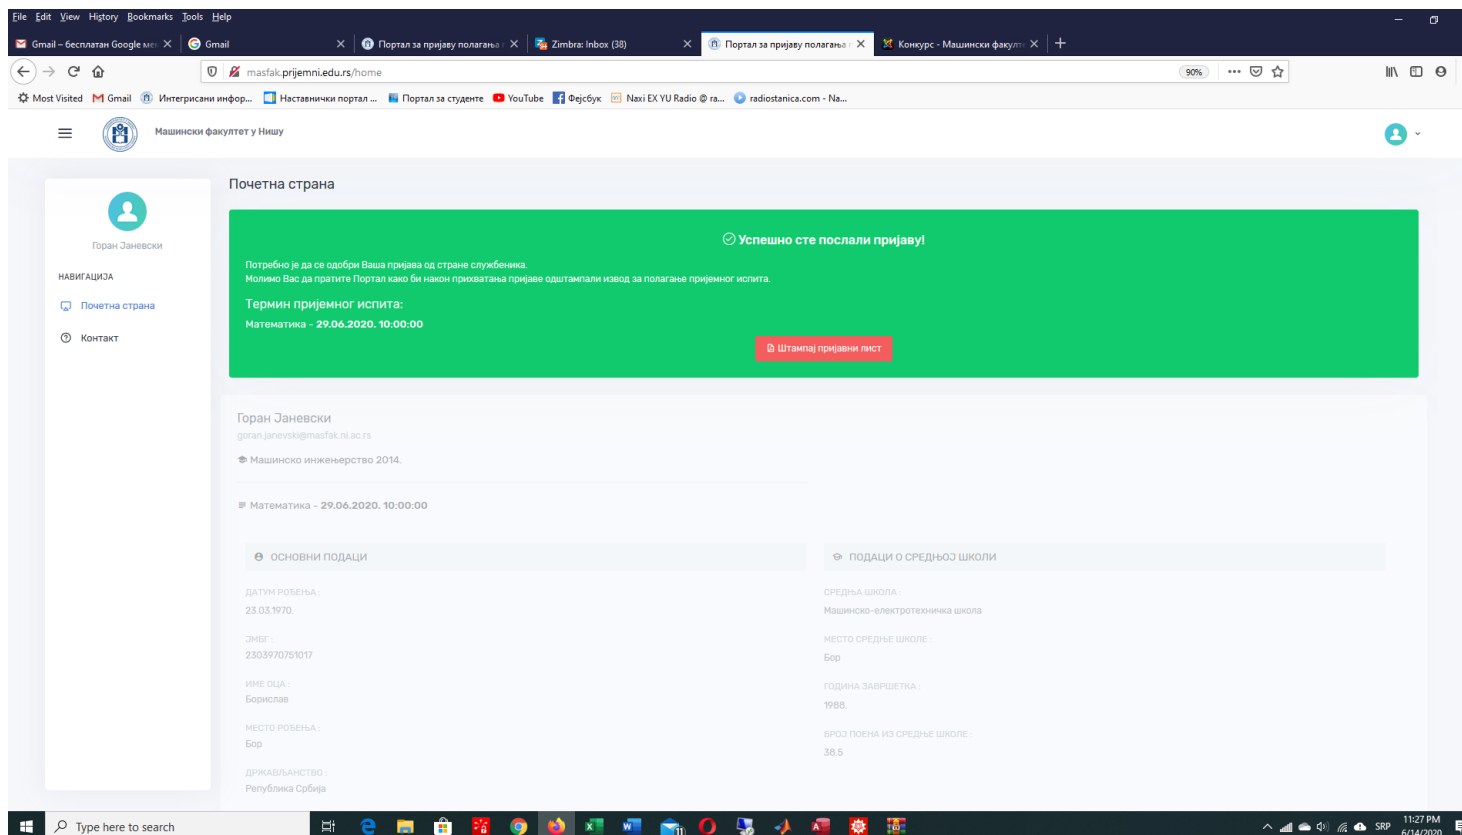 File Edit View History Bookmarks Tools Help
Gmail – бесплатан Google ме
Gmail
Портал за пријаву полагања
Zimbra: Inbox (38)
Портал за пријаву полагања
Конкурс - Машински факулт
masfak.prijemni.edu.rs/home
90%
Most Visited Gmail Интегрисани инфор... Наставнички портал ... Портал за студенте YouTube Фејсбук Naxi EX YU Radio @ ra... radiostanica.com - Na...
Машински факултет у Нишу
Почетна страна
Горан Јаневски
НАВИГАЦИЈА
Почетна страна
Контакт
Успешно сте послали пријаву!
Потребно је да се одобри Ваша пријава од стране службеника.
Молимо Вас да пратите Портал како би након прихватања пријаве одштампали извод за полагање пријемног испита.
Термин пријемног испита:
Математика - 29.06.2020. 10:00:00
Штампај пријавни лист
Горан Јаневски
goran.janevski@masfak.ni.ac.rs
Машинско инжењерство 2014.
Математика - 29.06.2020. 10:00:00
ОСНОВНИ ПОДАЦИ
ДАТУМ РОЂЕЊА :
23.03.1970.
ЈМБГ :
2303970751017
ИМЕ ОЦА :
Борислав
МЕСТО РОЂЕЊА :
Бор
ДРЖАВЉАНСТВО :
Република Србија
ПОДАЦИ О СРЕДЊОЈ ШКОЛИ
СРЕДЊА ШКОЛА :
Машинско-електротехничка школа
МЕСТО СРЕДЊЕ ШКОЛЕ :
Бор
ГОДИНА ЗАВРШЕТКА :
1988.
БРОЈ ПОЕНА ИЗ СРЕДЊЕ ШКОЛЕ :
38.5
Type here to search
SRP
11:27 PM
6/14/2020